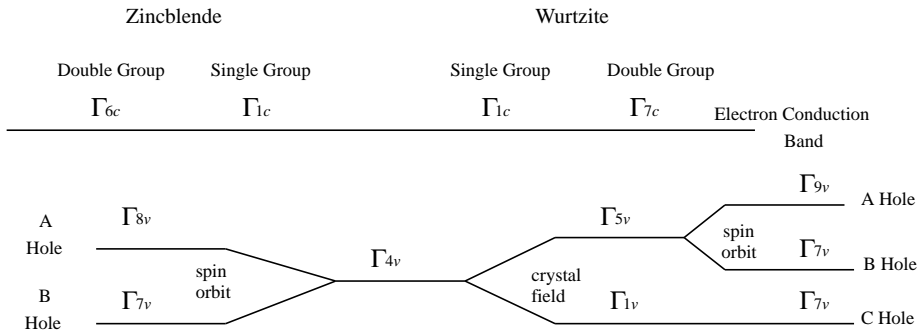 Zincblende Wurtzite
Double Group Single Group Single Group Double Group
Γ6c Γ1c Γ1c Γ7c
Electron Conduction
Band
Γ9v
A Hole
A
Hole
Γ8v
Γ5v
spin
orbit
Γ4v
spin
orbit
Γ7v
B Hole
crystal
field
B
Hole
Γ7v
Γ1v
Γ7v
C Hole